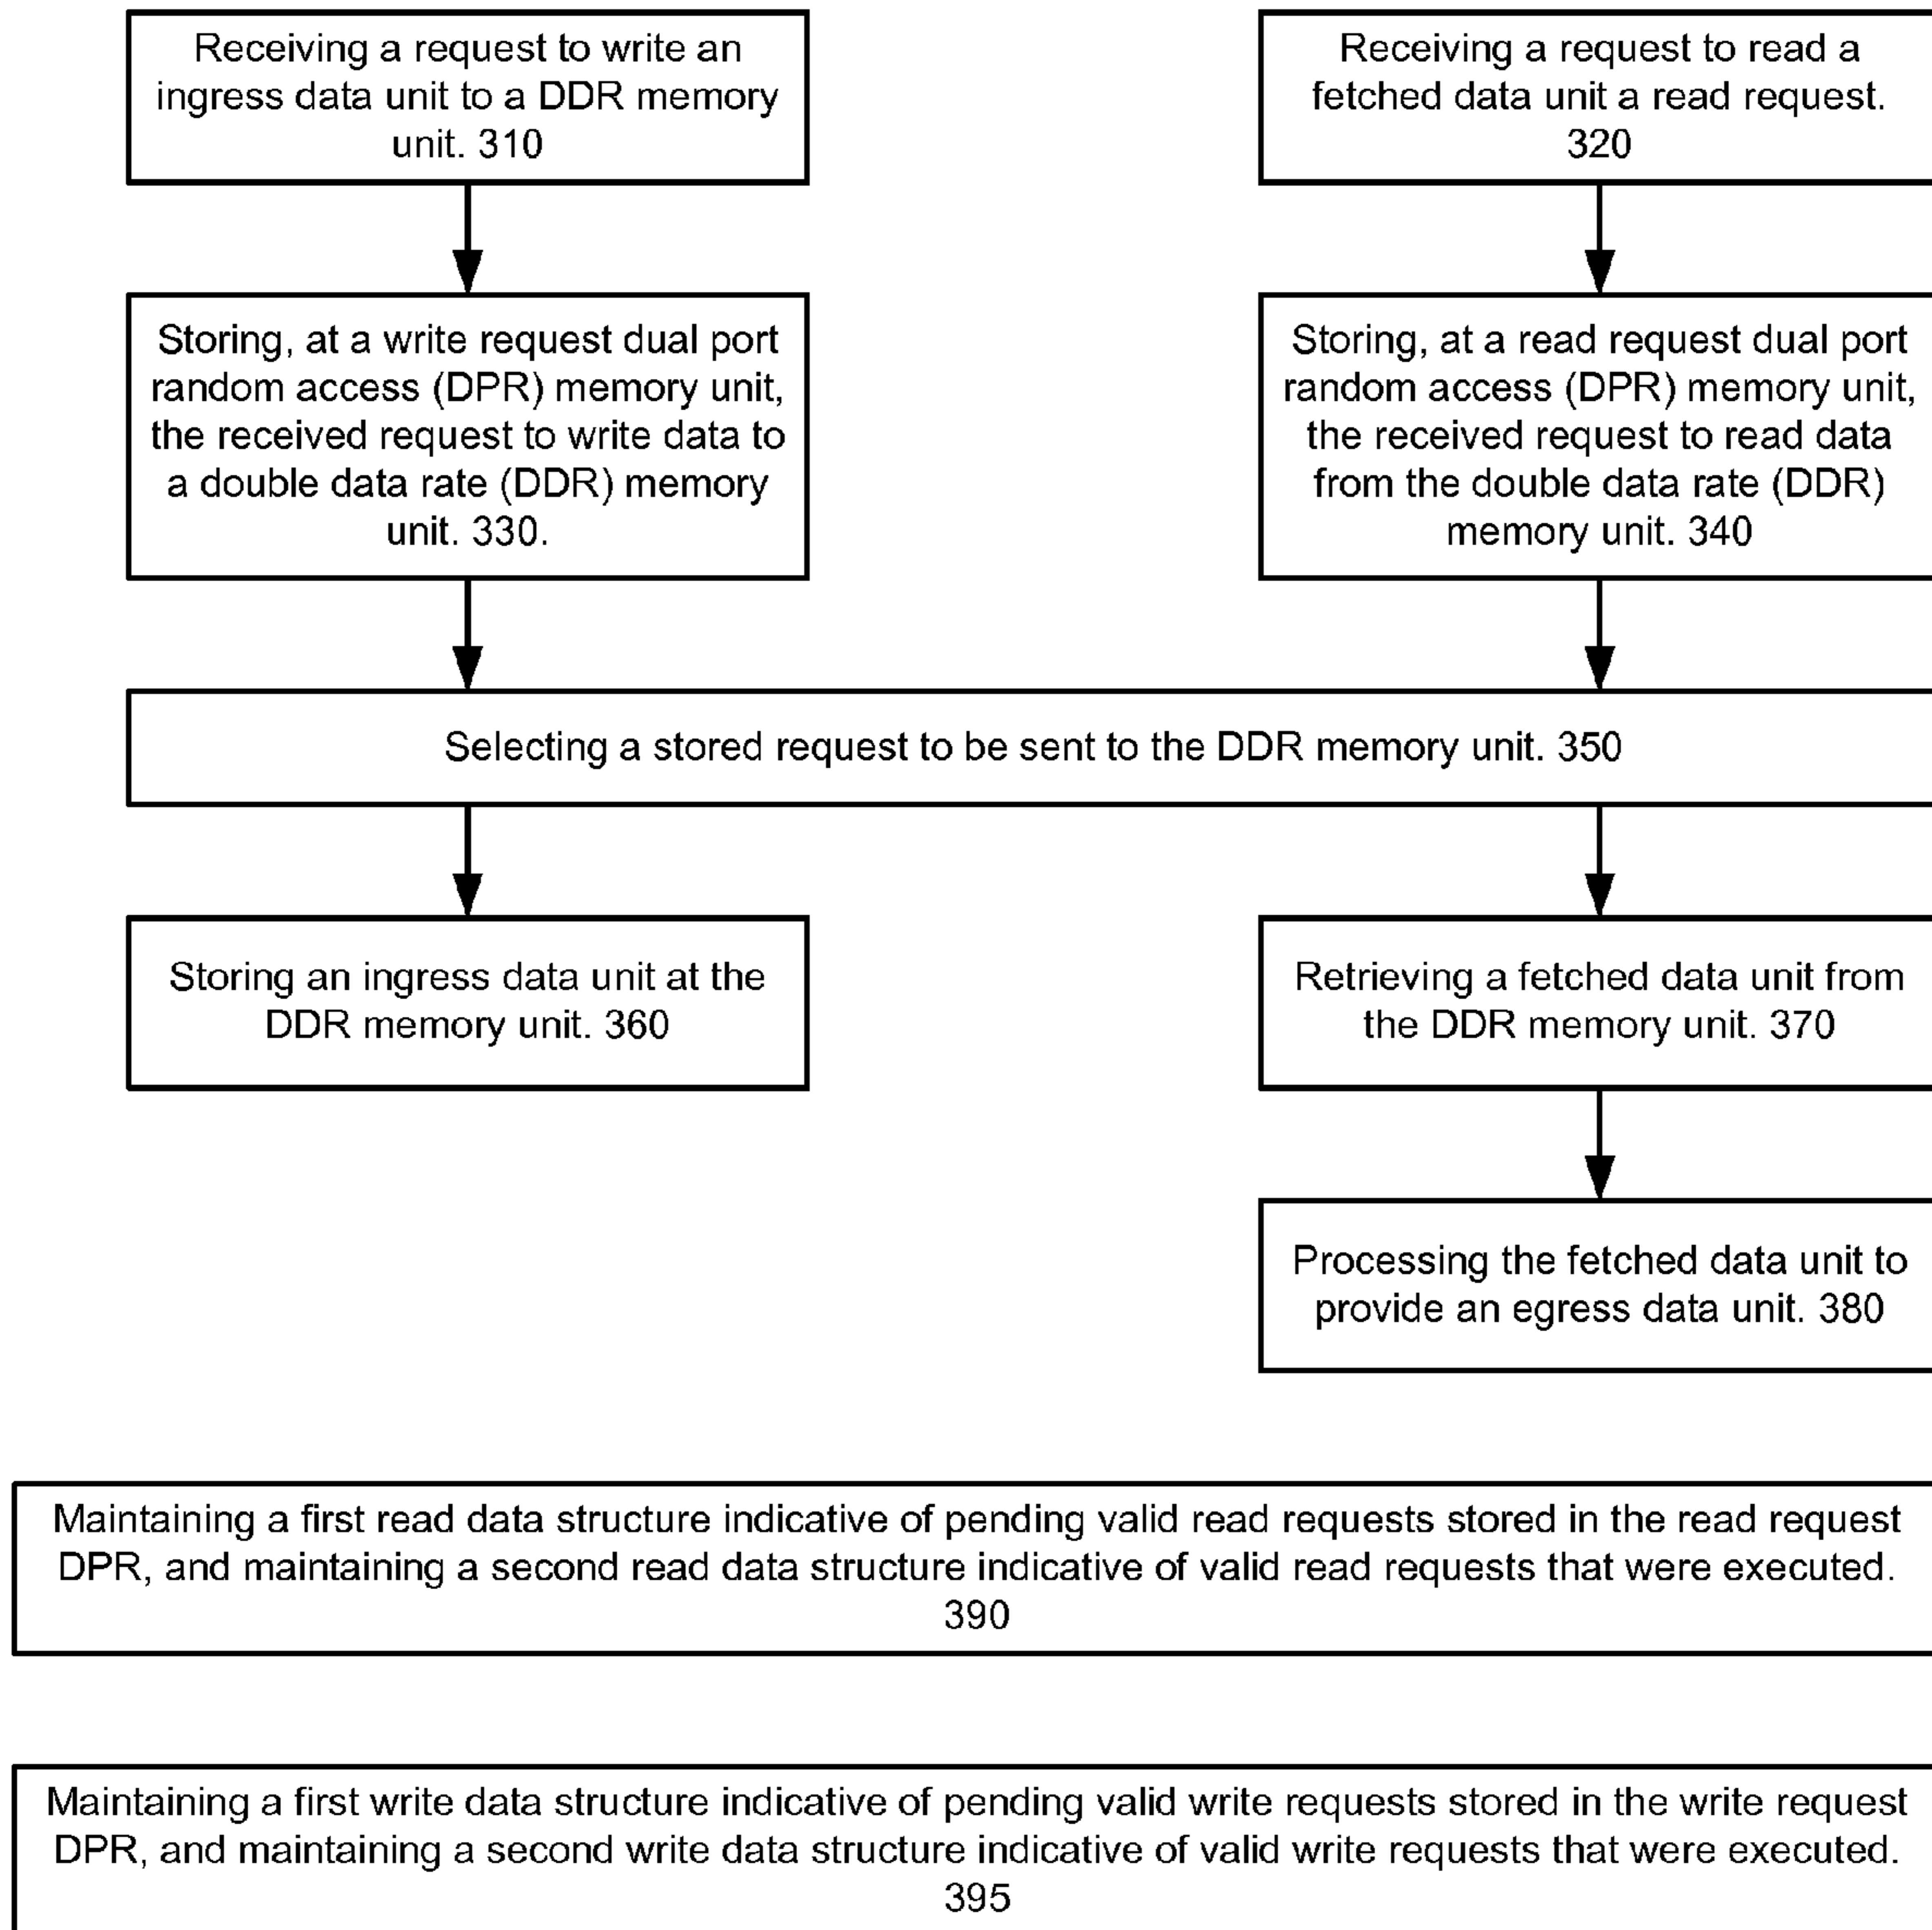 Receiving a request to write an
ingress data unit to a DDR memory
unit. 310
Receiving a request to read a
fetched data unit a read request.
320
Storing, at a write request dual port
random access (DPR) memory unit,
the received request to write data to
a double data rate (DDR) memory
unit. 330.
Storing, at a read request dual port
random access (DPR) memory unit,
the received request to read data
from the double data rate (DDR)
memory unit. 340
Selecting a stored request to be sent to the DDR memory unit. 350
Storing an ingress data unit at the
DDR memory unit. 360
Retrieving a fetched data unit from
the DDR memory unit. 370
Processing the fetched data unit to
provide an egress data unit. 380
Maintaining a first read data structure indicative of pending valid read requests stored in the read request
DPR, and maintaining a second read data structure indicative of valid read requests that were executed.
390
Maintaining a first write data structure indicative of pending valid write requests stored in the write request
DPR, and maintaining a second write data structure indicative of valid write requests that were executed.
395